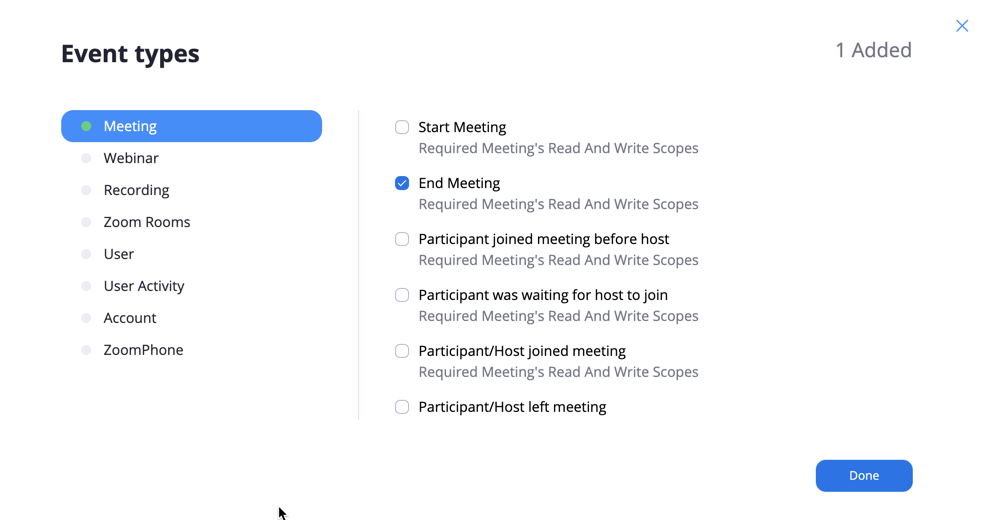 Event types
1 Added
Meeting
Webinar
Recording
Zoom Rooms
User
User Activity
Account
ZoomPhone
Start Meeting
Required Meeting's Read And Write Scopes
End Meeting
Required Meeting's Read And Write Scopes
Participant joined meeting before host
Required Meeting's Read And Write Scopes
Participant was waiting for host to join
Required Meeting's Read And Write Scopes
Participant/Host joined meeting
Required Meeting's Read And Write Scopes
Participant/Host left meeting
Done